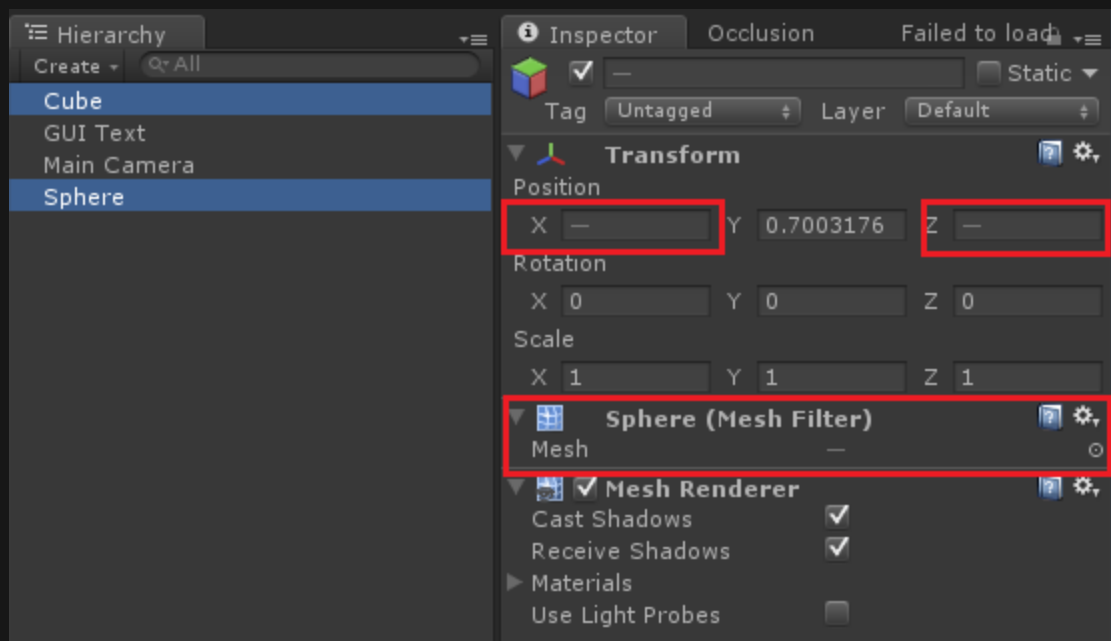 Hierarchy
Create All
Cube
GUI Text
Main Camera
Sphere
Inspector Occlusion Failed to load
— Static
Tag Untagged Layer Default
Transform
Position
X — Y 0.7003176 Z —
Rotation
X 0 Y 0 Z 0
Scale
X 1 Y 1 Z 1
Sphere (Mesh Filter)
Mesh —
Mesh Renderer
Cast Shadows
Receive Shadows
Materials
Use Light Probes